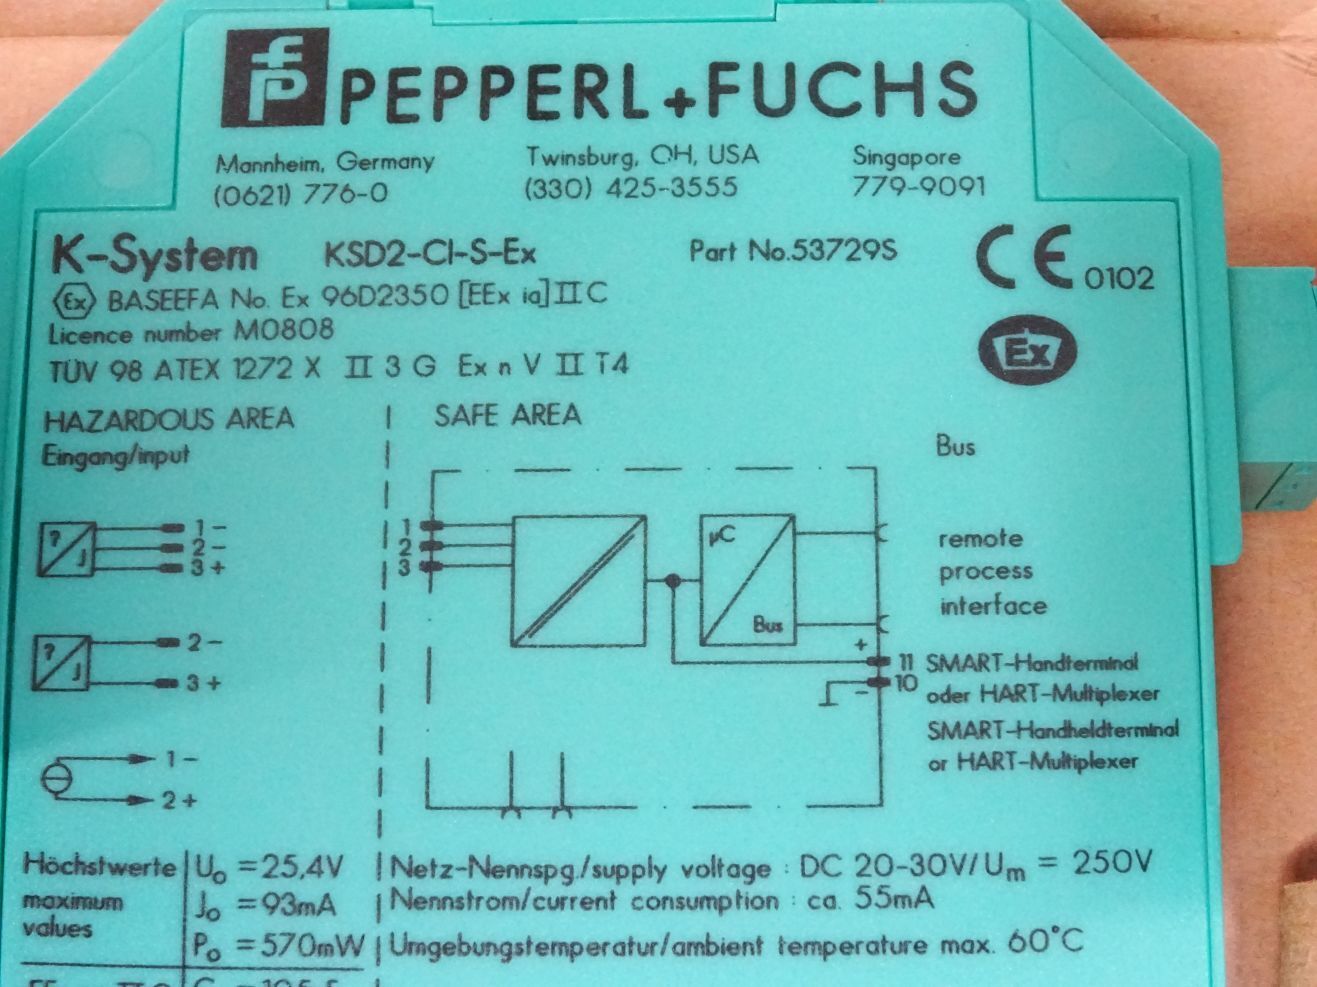 PEPPERL+FUCHS
Mannheim, Germany Twinsburg, OH, USA Singapore
(0621) 776-0 (330) 425-3555 779-9091
K-System KSD2-CI-S-Ex Part No.53729S
Ex BASEEFA No. Ex 96D2350 [EEx ia] II C CE 0102
Licence number M0808
TÜV 98 ATEX 1272 X II 3 G Ex n V II T4 Ex
HAZARDOUS AREA SAFE AREA
Eingang/input Bus
? J 1 -
2 -
3 +
1
2
3
µC
Bus
remote
process
interface
? J 2 -
3 +
+ 11 SMART-Handterminal
- 10 oder HART-Multiplexer
SMART-Handheldterminal
or HART-Multiplexer
1 -
2 +
Höchstwerte Uo = 25,4V Netz-Nennspg./supply voltage : DC 20-30V/Um = 250V
maximum Jo = 93mA Nennstrom/current consumption : ca. 55mA
values Po = 570mW Umgebungstemperatur/ambient temperature max. 60°C